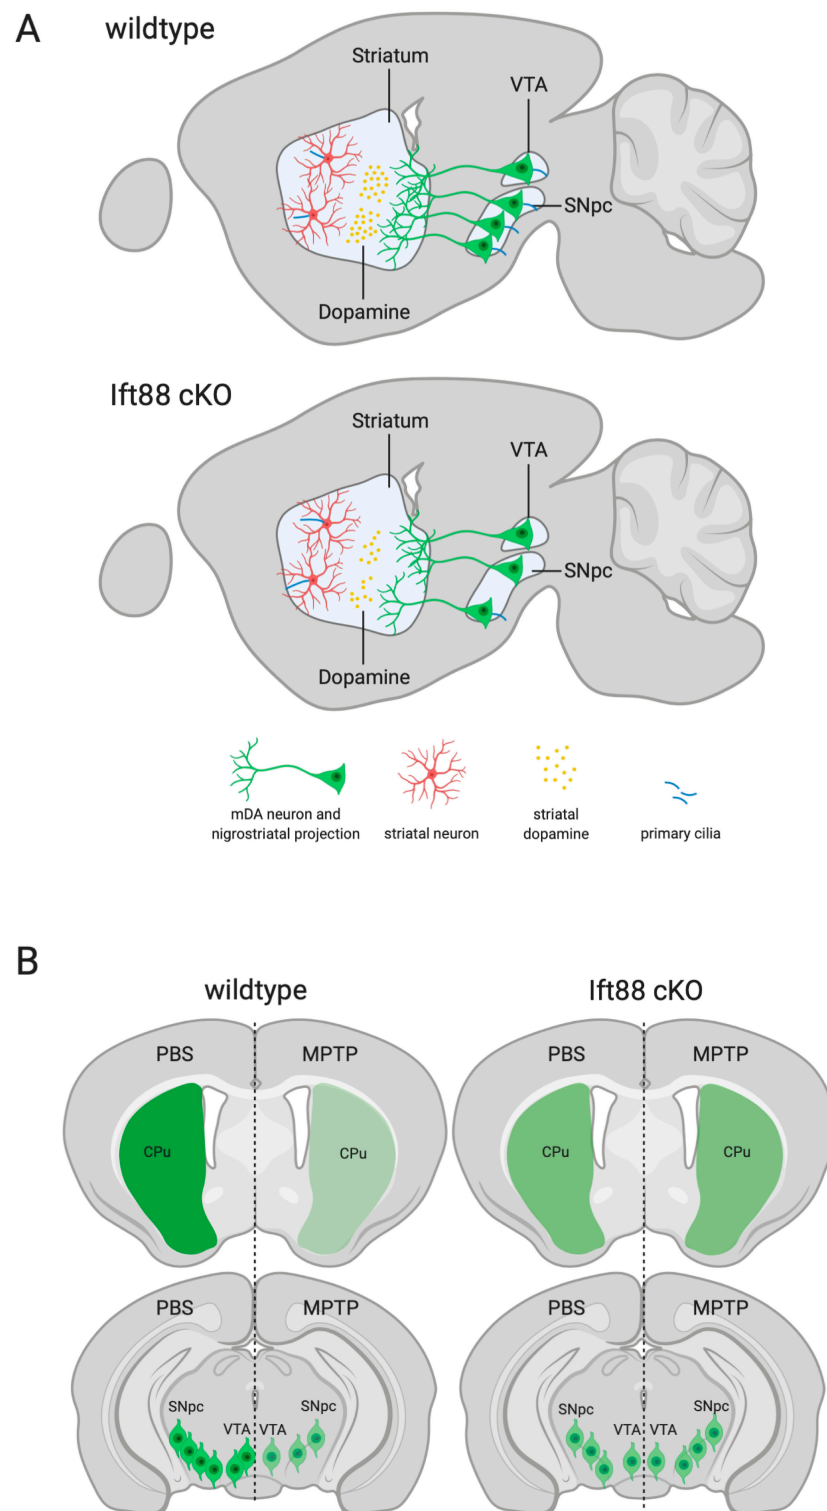 A
wildtype
Striatum
VTA
SNpc
Dopamine
Ift88 cKO
Striatum
VTA
SNpc
Dopamine
mDA neuron and
nigrostriatal projection
striatal neuron
striatal
dopamine
primary cilia
B
wildtype
Ift88 cKO
PBS
MPTP
PBS
MPTP
CPu
CPu
CPu
CPu
PBS
MPTP
PBS
MPTP
SNpc
SNpc
SNpc
SNpc
VTA
VTA
VTA
VTA